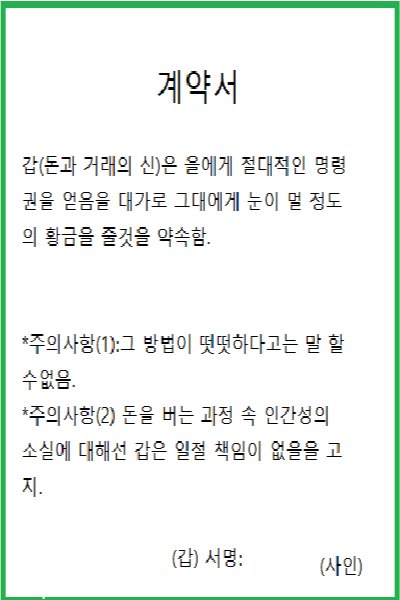 계약서
갑(돈과 거래의 신)은 을에게 절대적인 명령
권을 얻음을 대가로 그대에게 눈이 멀 정도
의 황금을 줄것을 약속함.
*주의사항(1):그 방법이 떳떳하다고는 말 할
수없음.
*주의사항(2) 돈을 버는 과정 속 인간성의
소실에 대해선 갑은 일절 책임이 없을을 고
지.
(갑) 서명:
(사인)